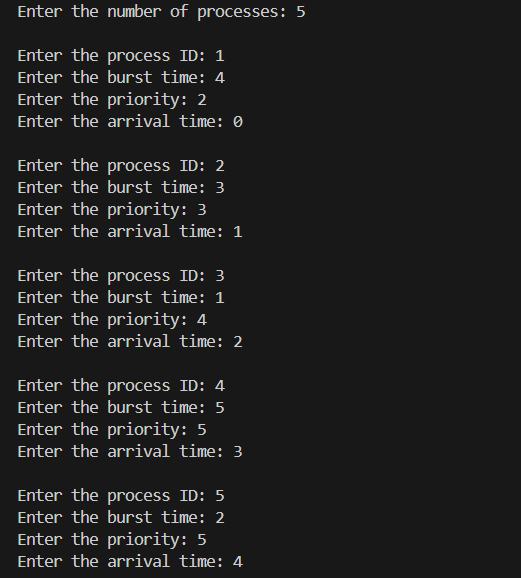 Enter the number of processes: 5
Enter the process ID: 1
Enter the burst time: 4
Enter the priority: 2
Enter the arrival time: 0
Enter the process ID: 2
Enter the burst time: 3
Enter the priority: 3
Enter the arrival time: 1
Enter the process ID: 3
Enter the burst time: 1
Enter the priority: 4
Enter the arrival time: 2
Enter the process ID: 4
Enter the burst time: 5
Enter the priority: 5
Enter the arrival time: 3
Enter the process ID: 5
Enter the burst time: 2
Enter the priority: 5
Enter the arrival time: 4